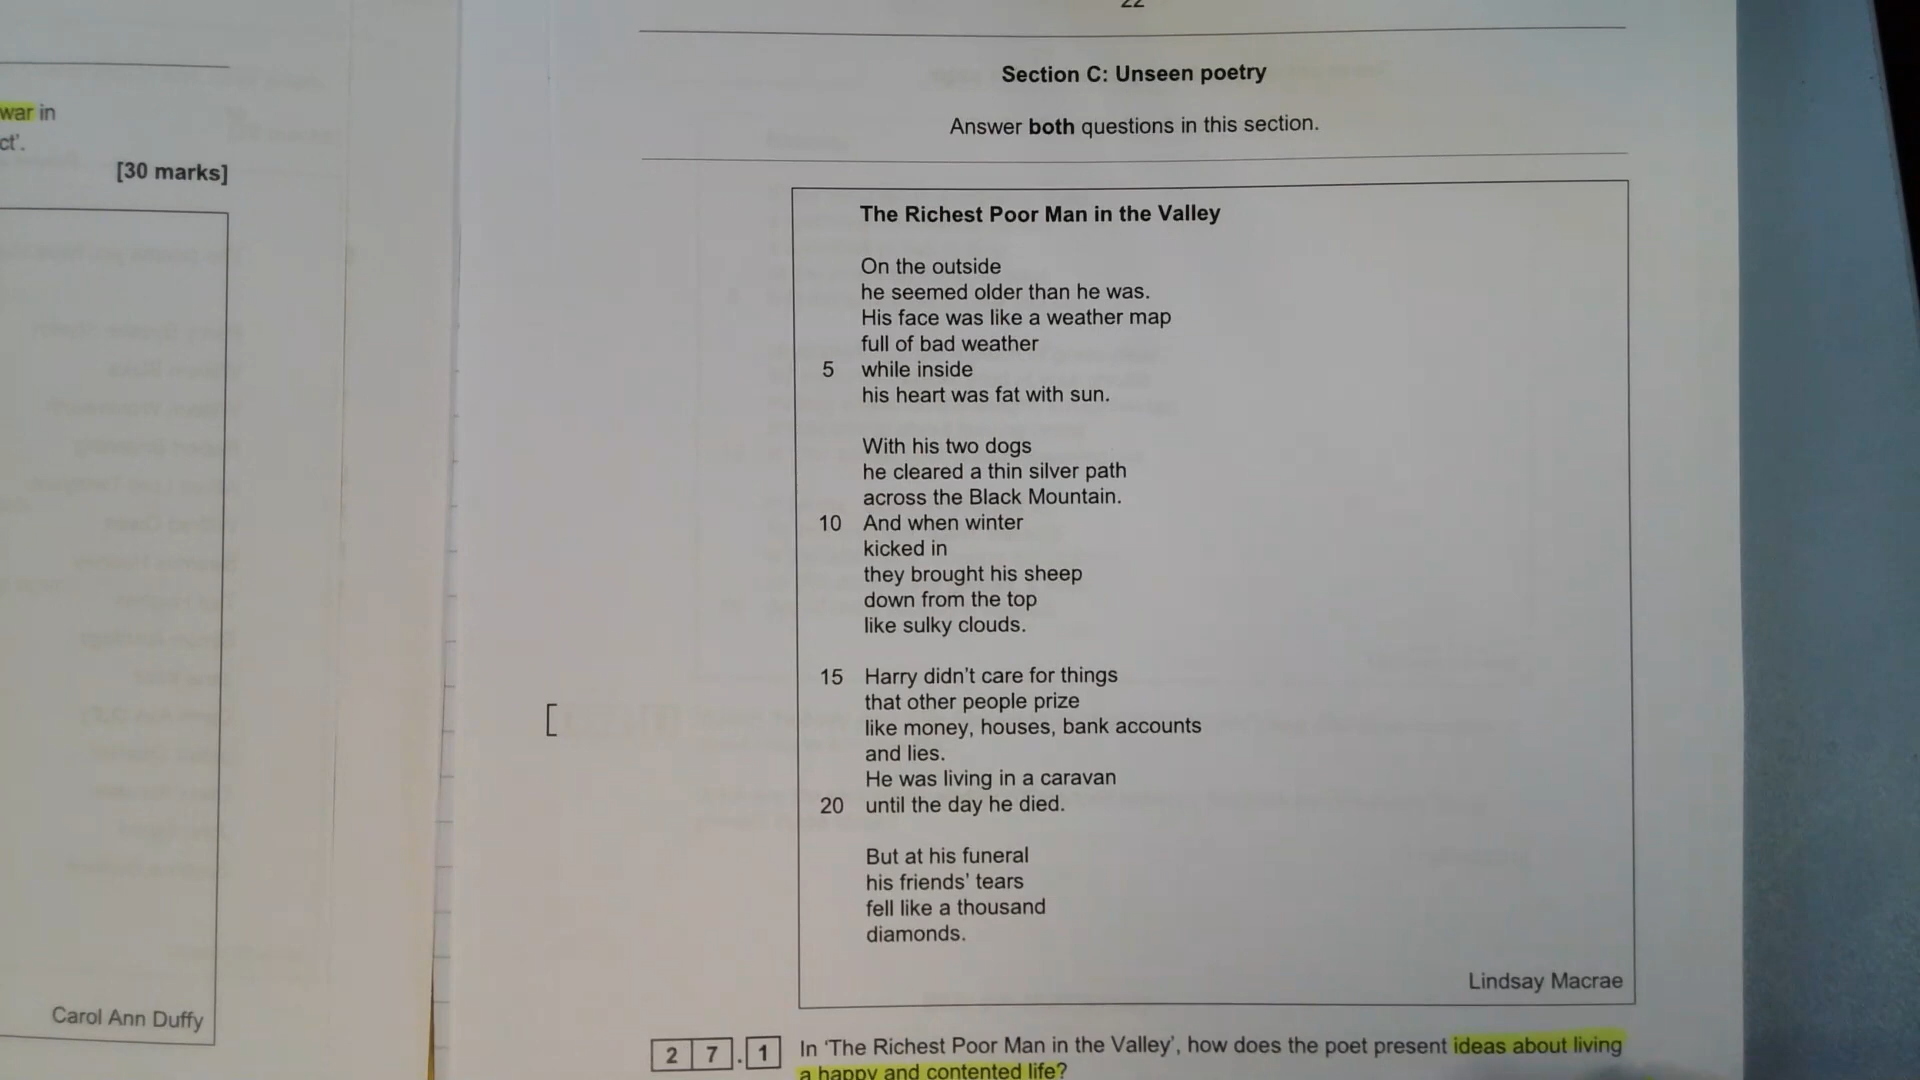 22
war in
ct'.
[30 marks]
Carol Ann Duffy
Section C: Unseen poetry
Answer both questions in this section.
The Richest Poor Man in the Valley
On the outside
he seemed older than he was.
His face was like a weather map
full of bad weather
5 while inside
his heart was fat with sun.
With his two dogs
he cleared a thin silver path
across the Black Mountain.
10 And when winter
kicked in
they brought his sheep
down from the top
like sulky clouds.
15 Harry didn't care for things
that other people prize
like money, houses, bank accounts
and lies.
He was living in a caravan
20 until the day he died.
But at his funeral
his friends' tears
fell like a thousand
diamonds.
Lindsay Macrae
27.1 In 'The Richest Poor Man in the Valley', how does the poet present ideas about living
a happy and contented life?